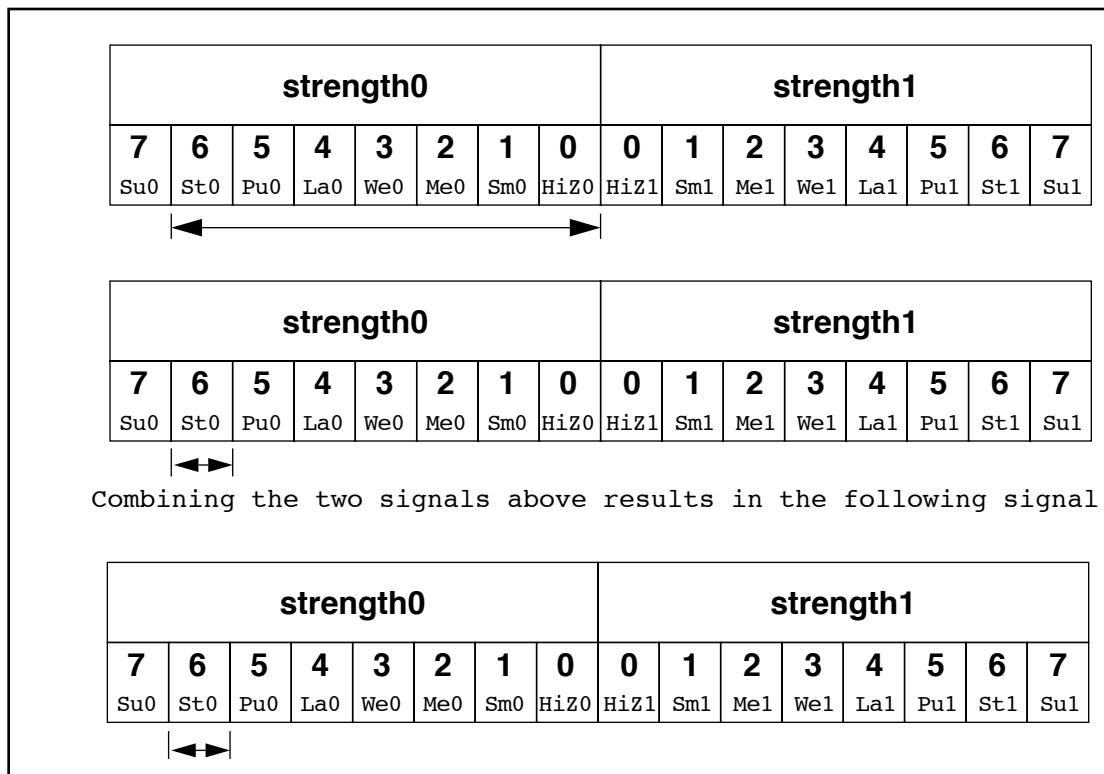 strength0 strength1
7 6 5 4 3 2 1 0 0 1 2 3 4 5 6 7
Su0 St0 Pu0 La0 We0 Me0 Sm0 HiZ0 HiZ1 Sm1 Me1 We1 La1 Pu1 St1 Su1
strength0 strength1
7 6 5 4 3 2 1 0 0 1 2 3 4 5 6 7
Su0 St0 Pu0 La0 We0 Me0 Sm0 HiZ0 HiZ1 Sm1 Me1 We1 La1 Pu1 St1 Su1
Combining the two signals above results in the following signal
strength0 strength1
7 6 5 4 3 2 1 0 0 1 2 3 4 5 6 7
Su0 St0 Pu0 La0 We0 Me0 Sm0 HiZ0 HiZ1 Sm1 Me1 We1 La1 Pu1 St1 Su1